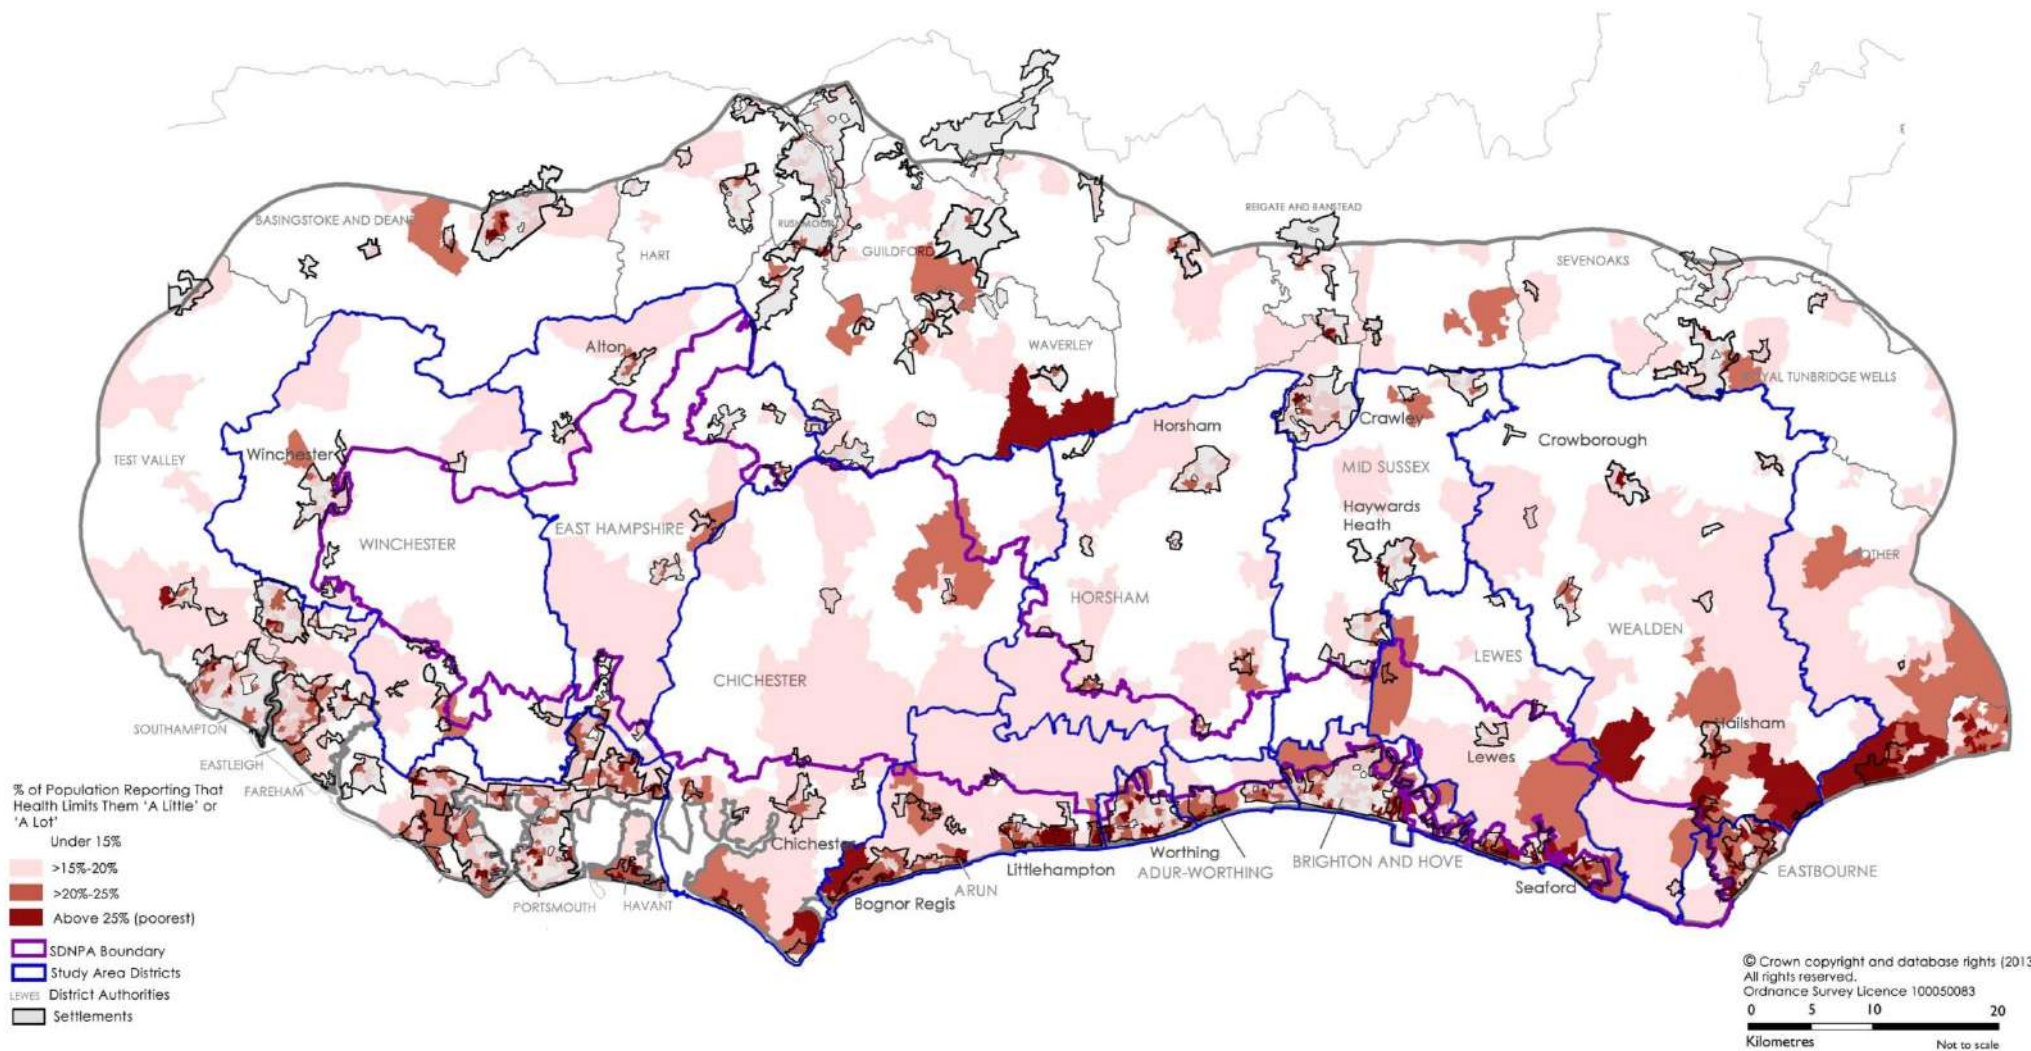 BASINGSTOKE AND DEANE
HART
RUSHMOOR
GUILDFORD
REIGATE AND BANSTEAD
SEVENOAKS
Alton
WAVERLEY
ROYAL TUNBRIDGE WELLS
TEST VALLEY
Winchester
Horsham
Crawley
Crowborough
MID SUSSEX
WINCHESTER
EAST HAMPSHIRE
Haywards
Heath
ROTHER
HORSHAM
WEALDEN
LEWES
CHICHESTER
SOUTHAMPTON
EASTLEIGH
FAREHAM
Hailsham
Lewes
Chichester
Littlehampton
Worthing
ADUR-WORTHING
BRIGHTON AND HOVE
EASTBOURNE
Seaford
ARUN
Bognor Regis
PORTSMOUTH
HAVANT
% of Population Reporting That
Health Limits Them 'A Little' or
'A Lot'
Under 15%
>15%-20%
>20%-25%
Above 25% (poorest)
SDNPA Boundary
Study Area Districts
LEWES District Authorities
Settlements
© Crown copyright and database rights (2013
All rights reserved.
Ordnance Survey Licence 100050083
0 5 10 20
Kilometres
Not to scale